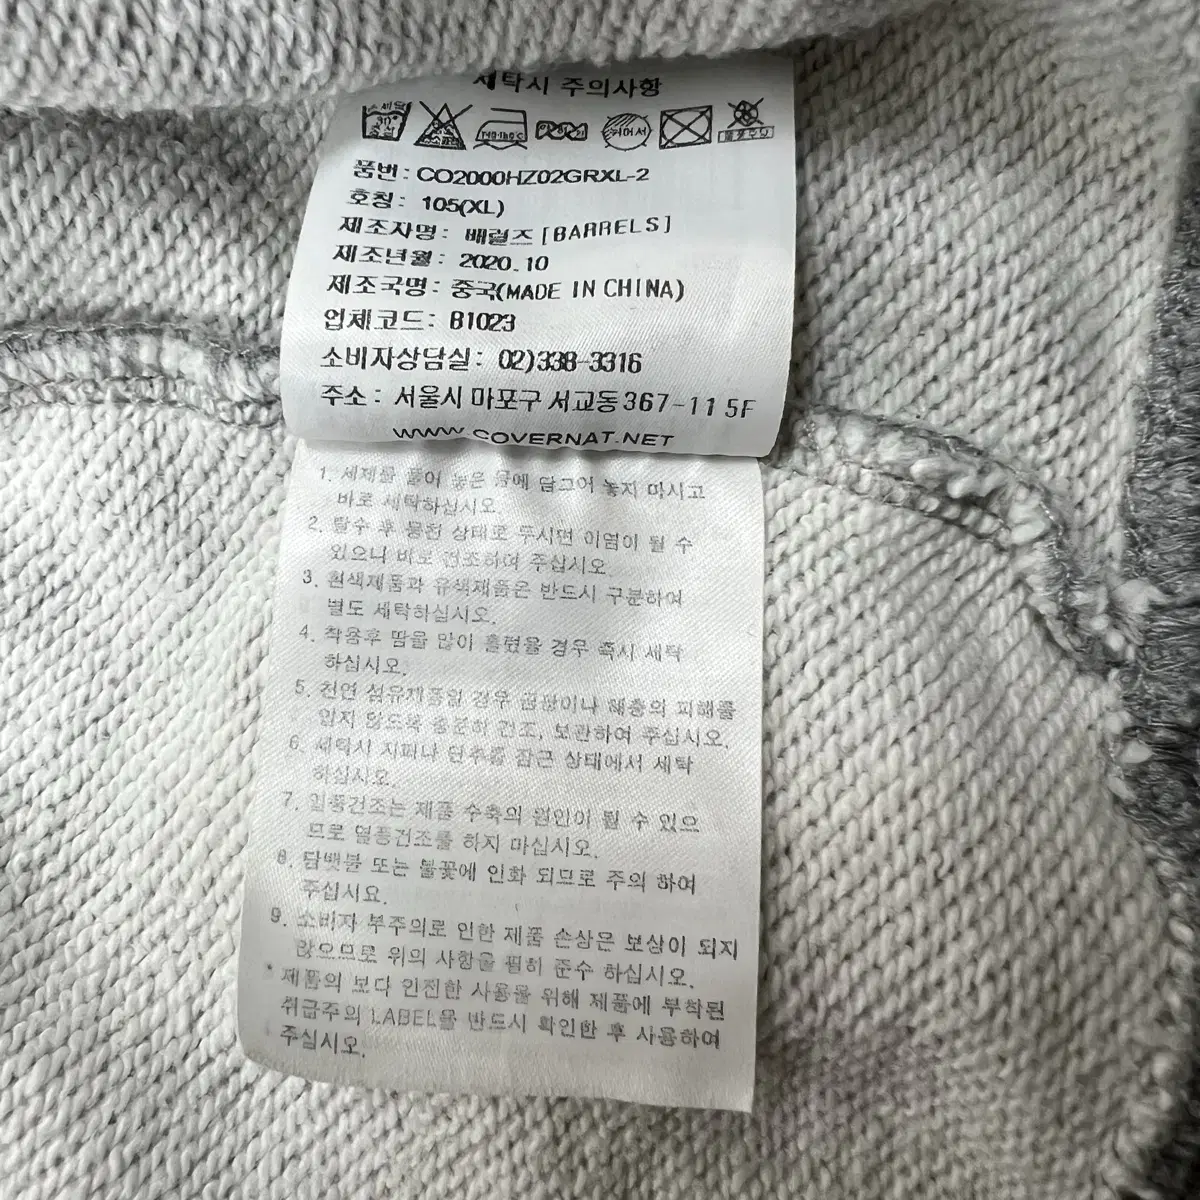 세탁시 주의사항
30° 중성
염소표백
140-160℃
약하게
뉘어서
품번: CO2000HZ02GRXL-2
호칭: 105(XL)
제조자명: 배럴즈 [BARRELS]
제조년월: 2020.10
제조국명: 중국(MADE IN CHINA)
업체코드: B1023
소비자상담실: 02)338-3316
주소: 서울시 마포구 서교동 367-11 5F
WWW.COVERNAT.NET
1. 세제를 풀어 놓은 물에 담그어 놓지 마시고
바로 세탁하십시오.
2. 탈수 후 뭉친 상태로 두시면 이염이 될 수
있으니 바로 건조하여 주십시오.
3. 흰색제품과 유색제품은 반드시 구분하여
별도 세탁하십시오.
4. 착용후 땀을 많이 흘렸을 경우 즉시 세탁
하십시오.
5. 천연 섬유제품일 경우 곰팡이나 해충의 피해를
입지 않도록 충분히 건조, 보관하여 주십시오.
6. 세탁시 지퍼나 단추를 잠근 상태에서 세탁
하십시오.
7. 열풍건조는 제품 수축의 원인이 될 수 있으
므로 열풍건조를 하지 마십시오.
8. 담뱃불 또는 불꽃에 인화 되므로 주의 하여
주십시요.
9. 소비자 부주의로 인한 제품 손상은 보상이 되지
않으므로 위의 사항을 필히 준수 하십시오.
* 제품의 보다 안전한 사용을 위해 제품에 부착된
취급주의 LABEL을 반드시 확인한 후 사용하여
주십시오.